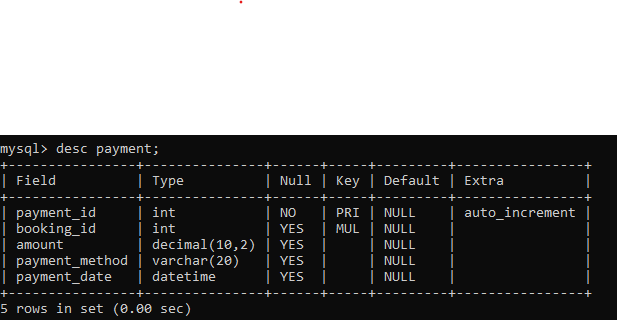 mysql> desc payment;
+----------------+---------------+------+-----+---------+----------------+
| Field          | Type          | Null | Key | Default | Extra          |
+----------------+---------------+------+-----+---------+----------------+
| payment_id     | int           | NO   | PRI | NULL    | auto_increment |
| booking_id     | int           | YES  | MUL | NULL    |                |
| amount         | decimal(10,2) | YES  |     | NULL    |                |
| payment_method | varchar(20)   | YES  |     | NULL    |                |
| payment_date   | datetime      | YES  |     | NULL    |                |
+----------------+---------------+------+-----+---------+----------------+
5 rows in set (0.00 sec)